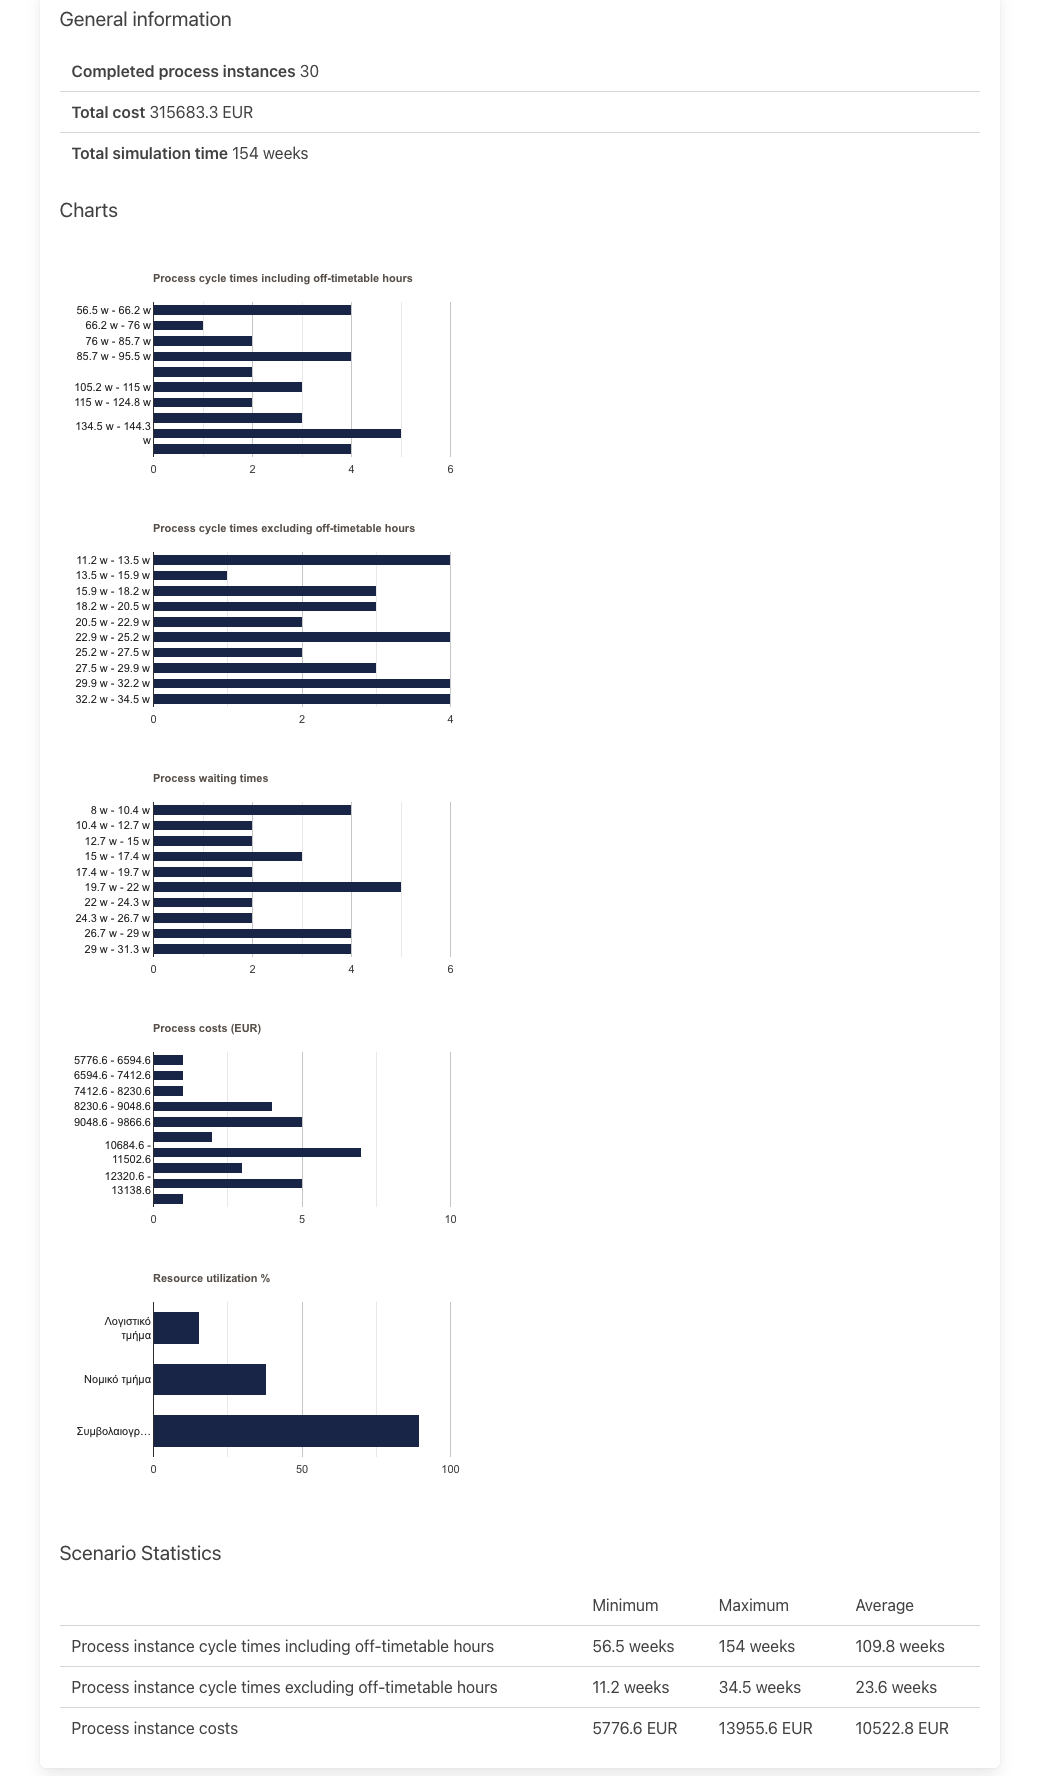 General information
Completed process instances 30
Total cost 315683.3 EUR
Total simulation time 154 weeks
Charts
Process cycle times including off-timetable hours
56.5 w - 66.2 w
66.2 w - 76 w
76 w - 85.7 w
85.7 w - 95.5 w
105.2 w - 115 w
115 w - 124.8 w
134.5 w - 144.3
w
0 2 4 6
Process cycle times excluding off-timetable hours
11.2 w - 13.5 w
13.5 w - 15.9 w
15.9 w - 18.2 w
18.2 w - 20.5 w
20.5 w - 22.9 w
22.9 w - 25.2 w
25.2 w - 27.5 w
27.5 w - 29.9 w
29.9 w - 32.2 w
32.2 w - 34.5 w
0 2 4
Process waiting times
8 w - 10.4 w
10.4 w - 12.7 w
12.7 w - 15 w
15 w - 17.4 w
17.4 w - 19.7 w
19.7 w - 22 w
22 w - 24.3 w
24.3 w - 26.7 w
26.7 w - 29 w
29 w - 31.3 w
0 2 4 6
Process costs (EUR)
5776.6 - 6594.6
6594.6 - 7412.6
7412.6 - 8230.6
8230.6 - 9048.6
9048.6 - 9866.6
10684.6 -
11502.6
12320.6 -
13138.6
0 5 10
Resource utilization %
Λογιστικό
τμήμα
Νομικό τμήμα
Συμβολαιογρ…
0 50 100
Scenario Statistics
Minimum Maximum Average
Process instance cycle times including off-timetable hours 56.5 weeks 154 weeks 109.8 weeks
Process instance cycle times excluding off-timetable hours 11.2 weeks 34.5 weeks 23.6 weeks
Process instance costs 5776.6 EUR 13955.6 EUR 10522.8 EUR